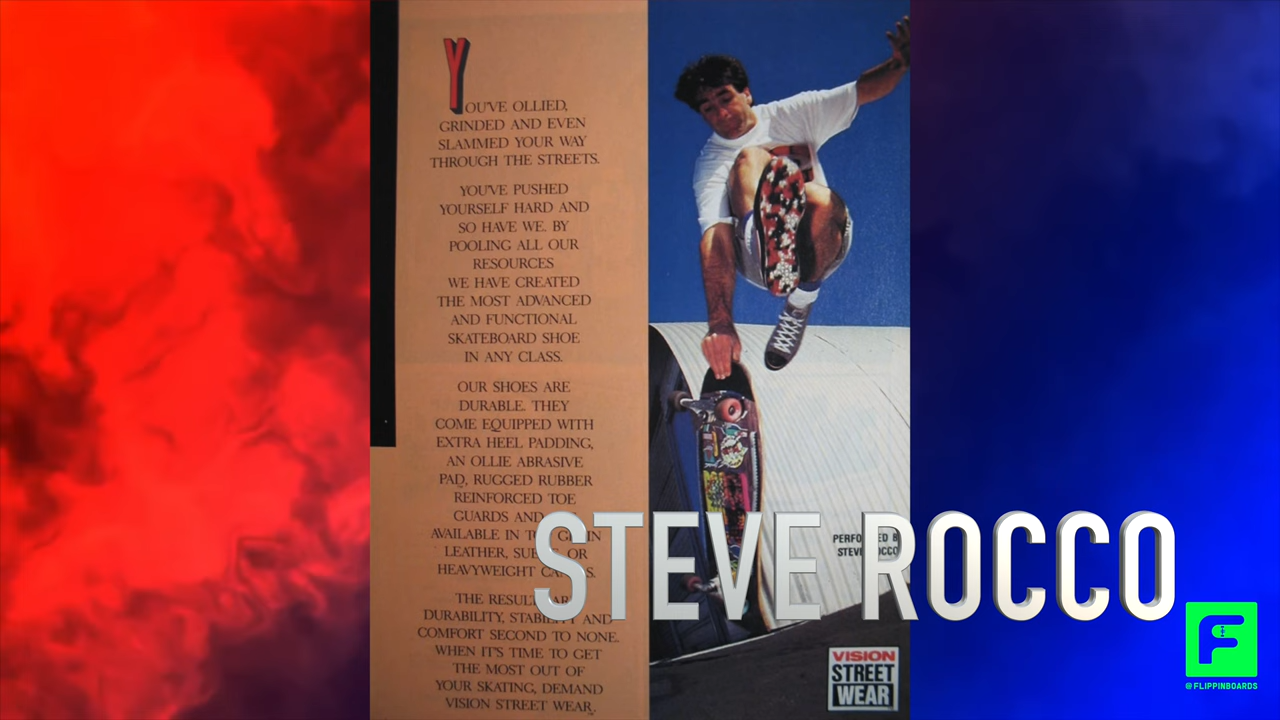 YOU'VE OLLIED,
GRINDED AND EVEN
SLAMMED YOUR WAY
THROUGH THE STREETS.
YOU'VE PUSHED
YOURSELF HARD AND
SO HAVE WE. BY
POOLING ALL OUR
RESOURCES
WE HAVE CREATED
THE MOST ADVANCED
AND FUNCTIONAL
SKATEBOARD SHOE
IN ANY CLASS.
OUR SHOES ARE
DURABLE. THEY
COME EQUIPPED WITH
EXTRA HEEL PADDING,
AN OLLIE ABRASIVE
PAD, RUGGED RUBBER
REINFORCED TOE
GUARDS AND
AVAILABLE IN
LEATHER, OR
HEAVYWEIGHT
THE
DURABILITY, AND
COMFORT SECOND TO NONE.
WHEN IT'S TIME TO GET
THE MOST OUT OF
YOUR SKATING, DEMAND
VISION STREET WEAR.
STEVE ROCCO
VISION
STREET
WEAR
@FLIPPINBOARDS